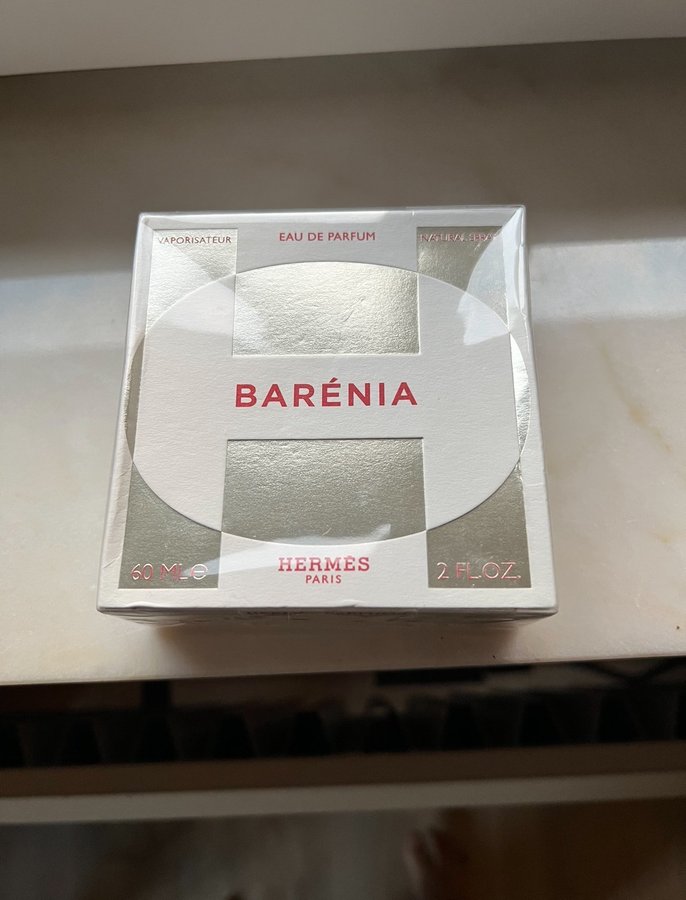 VAPORISATEUR
EAU DE PARFUM
NATURAL SPRAY
BARÉNIA
60 ML ℮
HERMÈS
PARIS
2 FL.OZ.